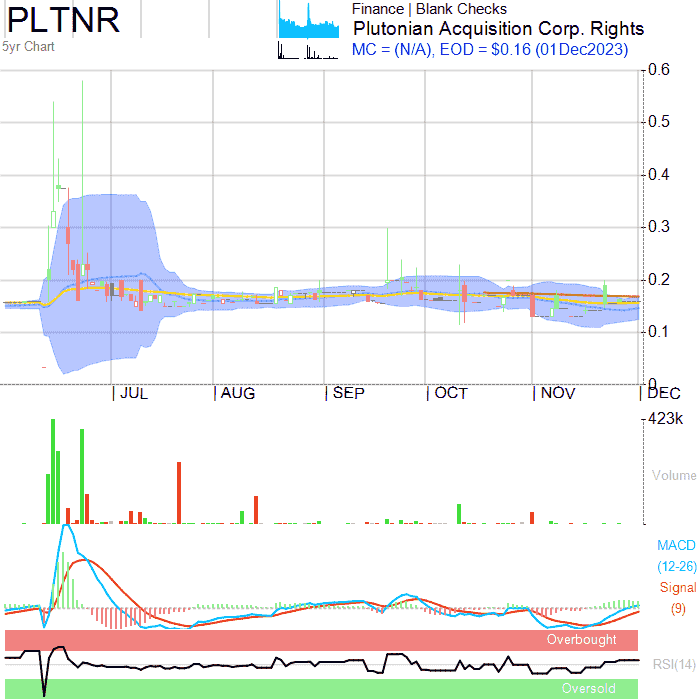 PLTNR
5yr Chart
Finance | Blank Checks
Plutonian Acquisition Corp. Rights
MC = (N/A), EOD = $0.16 (01Dec2023)
0.6
0.5
0.4
0.3
0.2
0.1
0
JUL
AUG
SEP
OCT
NOV
DEC
423k
Volume
MACD
(12-26)
Signal
(9)
Overbought
RSI(14)
Oversold